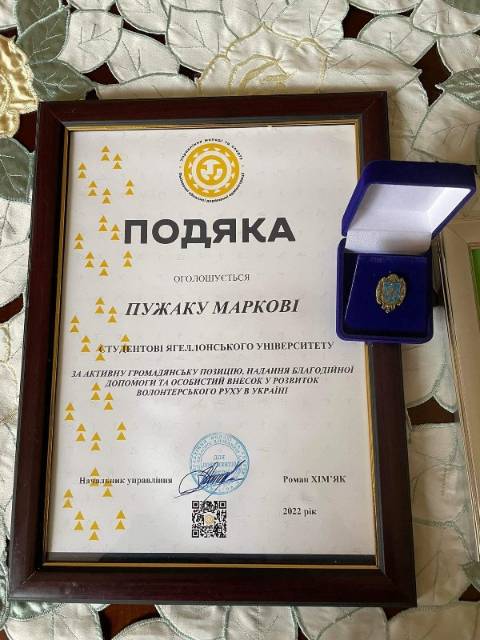 ПОДЯКА
ОГОЛОШУЄТЬСЯ
ПУЖАКУ МАРКОВІ
СТУДЕНТОВІ ЯГЕЛЛОНСЬКОГО УНІВЕРСИТЕТУ
ЗА АКТИВНУ ГРОМАДЯНСЬКУ ПОЗИЦІЮ, НАДАННЯ БЛАГОДІЙНОЇ
ДОПОМОГИ ТА ОСОБИСТИЙ ВНЕСОК У РОЗВИТОК
ВОЛОНТЕРСЬКОГО РУХУ В УКРАЇНІ
Начальник управління Роман ХІМ'ЯК
2022 рік